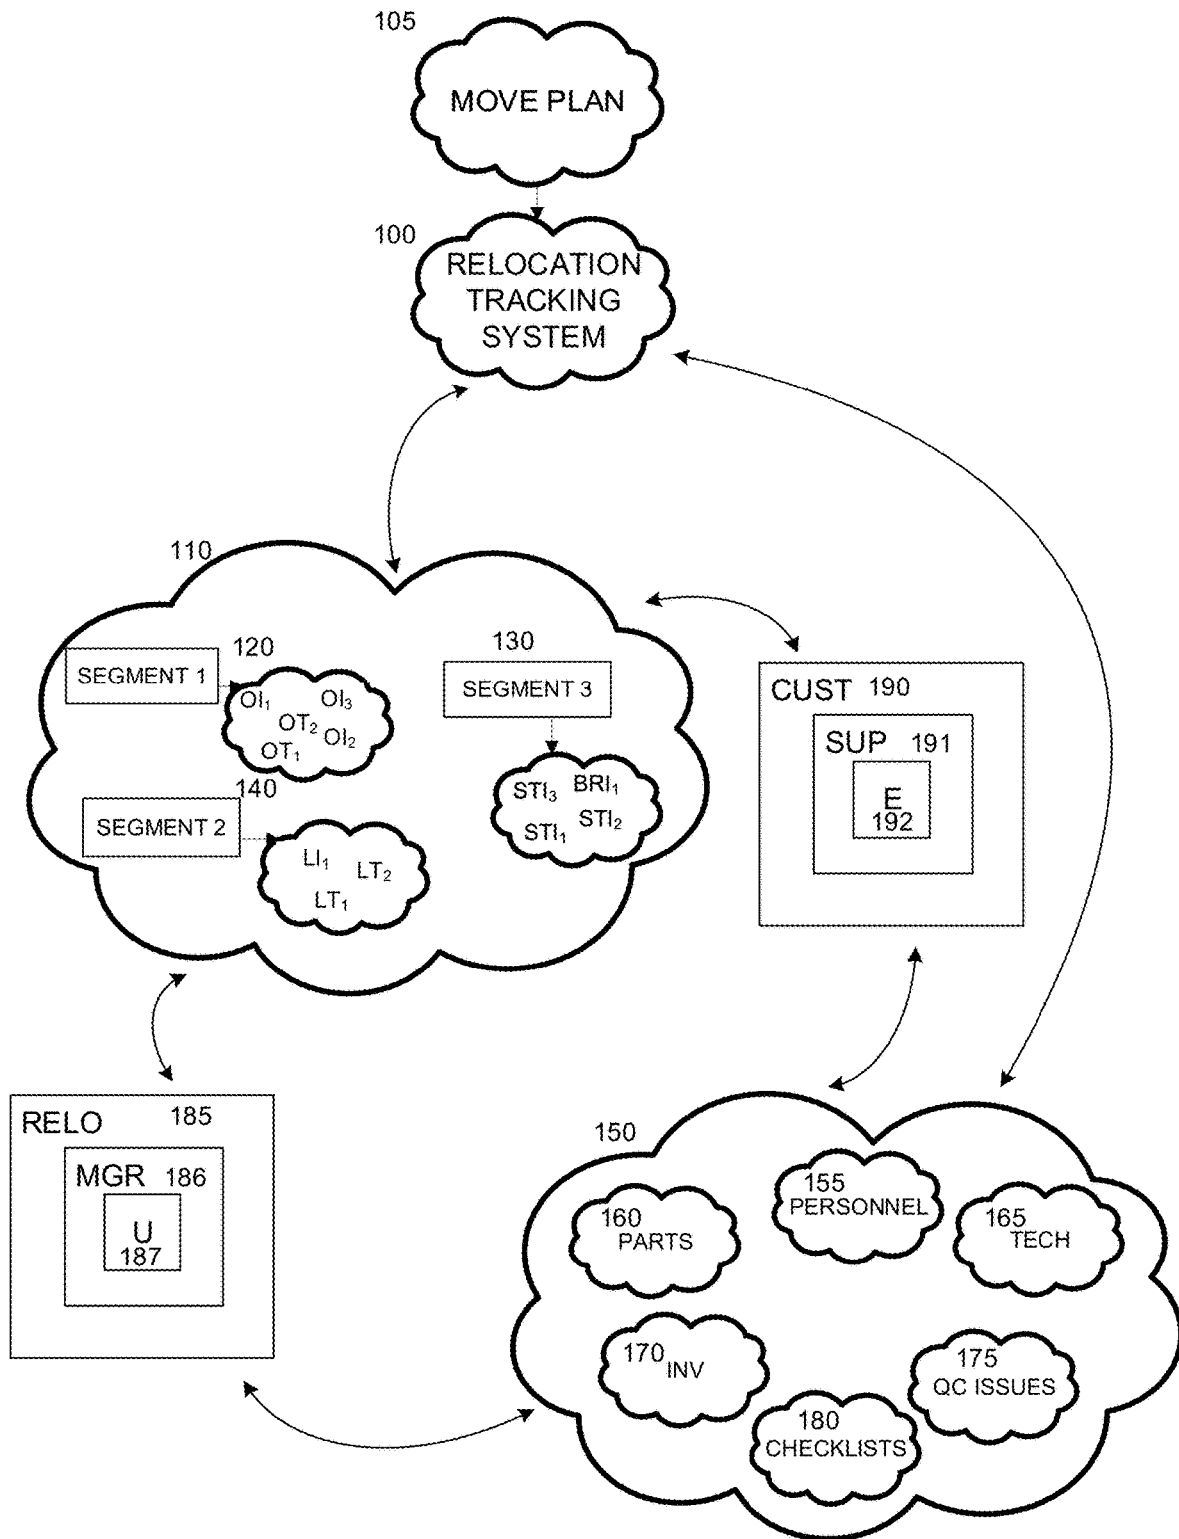 105
MOVE PLAN
100
RELOCATION
TRACKING
SYSTEM
110
SEGMENT 1
120
OI₁
OI₃
OT₂
OI₂
OT₁
130
SEGMENT 3
STI₃
BRI₁
STI₁
STI₂
140
SEGMENT 2
LI₁
LT₂
LT₁
CUST 190
SUP 191
E
192
RELO 185
MGR 186
U
187
150
155
PERSONNEL
160
PARTS
165
TECH
170
INV
175
QC ISSUES
180
CHECKLISTS